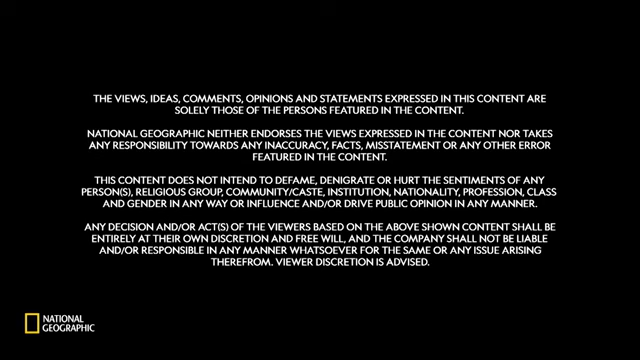 THE VIEWS, IDEAS, COMMENTS, OPINIONS AND STATEMENTS EXPRESSED IN THIS CONTENT ARE
SOLELY THOSE OF THE PERSONS FEATURED IN THE CONTENT.
NATIONAL GEOGRAPHIC NEITHER ENDORSES THE VIEWS EXPRESSED IN THE CONTENT NOR TAKES
ANY RESPONSIBILITY TOWARDS ANY INACCURACY, FACTS, MISSTATEMENT OR ANY OTHER ERROR
FEATURED IN THE CONTENT.
THIS CONTENT DOES NOT INTEND TO DEFAME, DENIGRATE OR HURT THE SENTIMENTS OF ANY
PERSON(S), RELIGIOUS GROUP, COMMUNITY/CASTE, INSTITUTION, NATIONALITY, PROFESSION, CLASS
AND GENDER IN ANY WAY OR INFLUENCE AND/OR DRIVE PUBLIC OPINION IN ANY MANNER.
ANY DECISION AND/OR ACT(S) OF THE VIEWERS BASED ON THE ABOVE SHOWN CONTENT SHALL BE
ENTIRELY AT THEIR OWN DISCRETION AND FREE WILL, AND THE COMPANY SHALL NOT BE LIABLE
AND/OR RESPONSIBLE IN ANY MANNER WHATSOEVER FOR THE SAME OR ANY ISSUE ARISING
THEREFROM. VIEWER DISCRETION IS ADVISED.
NATIONAL
GEOGRAPHIC